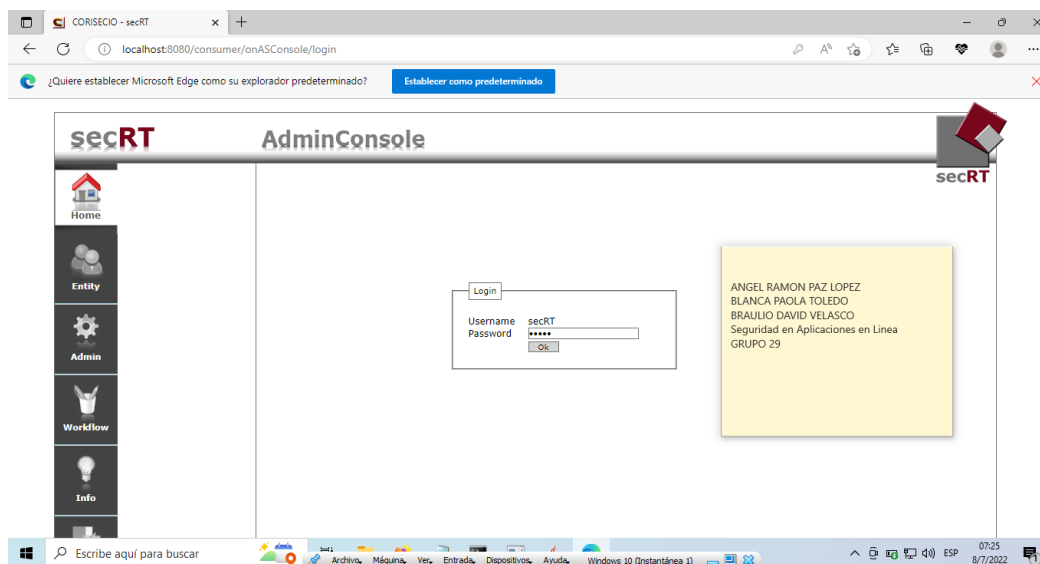 CORISECIO - secRT
localhost:8080/consumer/onASConsole/login
¿Quiere establecer Microsoft Edge como su explorador predeterminado?
Establecer como predeterminado
secRT
AdminConsole
secRT
Home
Entity
Admin
Workflow
Info
Login
Username secRT
Password
Ok
ANGEL RAMON PAZ LOPEZ
BLANCA PAOLA TOLEDO
BRAULIO DAVID VELASCO
Seguridad en Aplicaciones en Linea
GRUPO 29
Escribe aquí para buscar
Archivo Máquina Ver Entrada Dispositivos Ayuda
Windows 10 (Instantánea 1)
ESP
07:25
8/7/2022